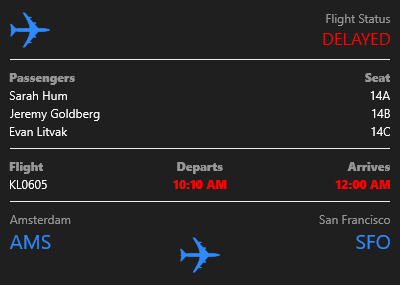 Flight Status
DELAYED
Passengers Seat
Sarah Hum 14A
Jeremy Goldberg 14B
Evan Litvak 14C
Flight Departs Arrives
KL0605 10:10 AM 12:00 AM
Amsterdam San Francisco
AMS SFO